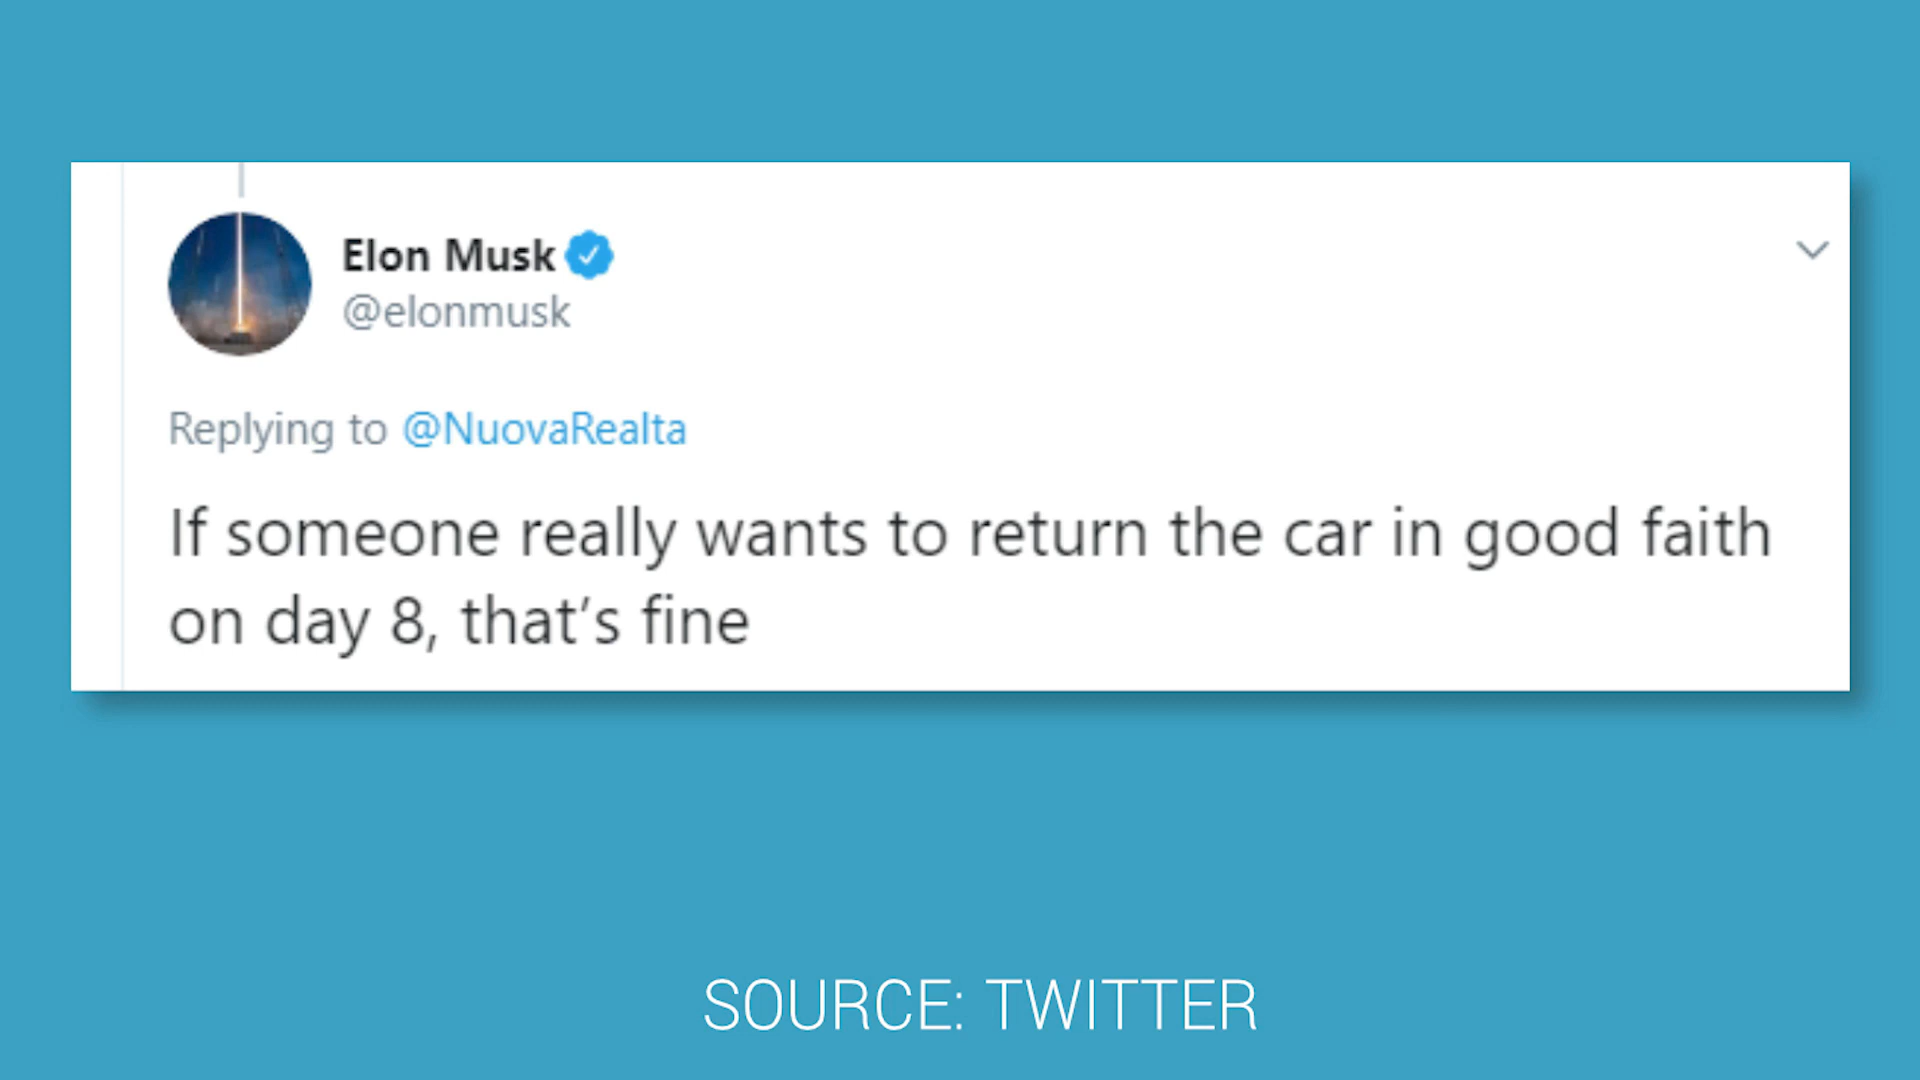 Elon Musk
@elonmusk
Replying to @NuovaRealta
If someone really wants to return the car in good faith
on day 8, that’s fine
SOURCE: TWITTER